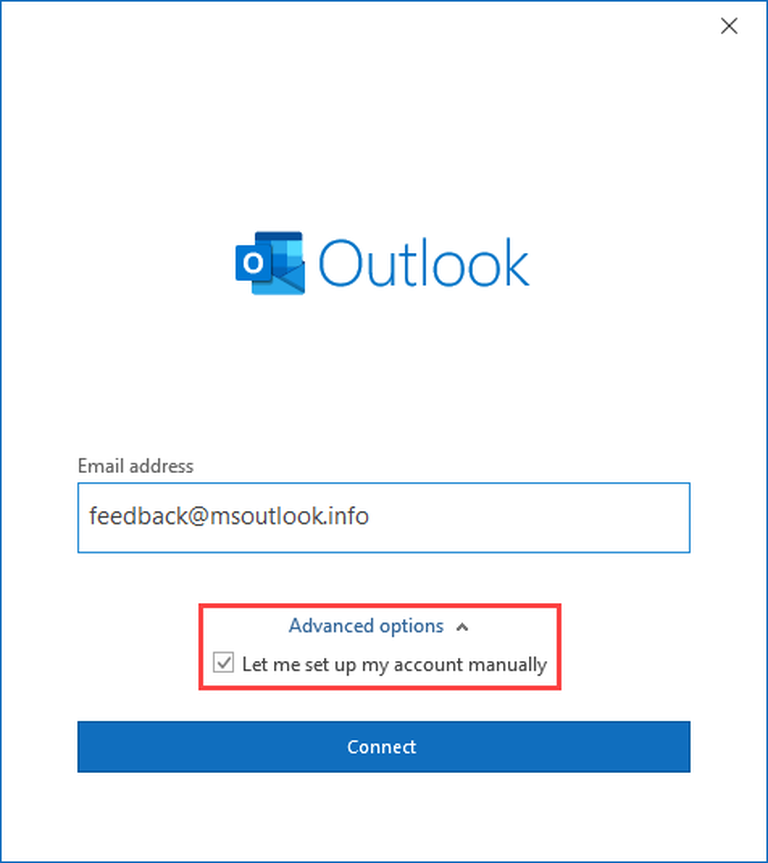 O Outlook
Email address
feedback@msoutlook.info
Advanced options
Let me set up my account manually
Connect